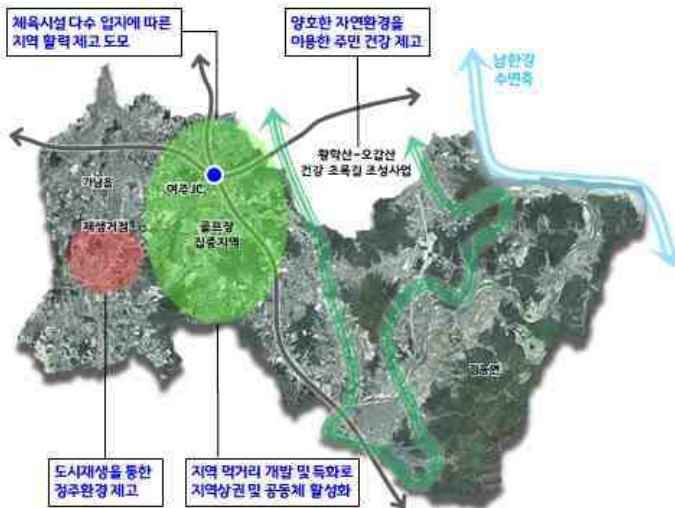 체육시설 다수 입지에 따른
지역 활력 제고 도모
양호한 자연환경을
이용한 주민 건강 제고
남한강
수변축
황학산-오갑산
건강 초록길 조성사업
가남읍
여주JC
재생거점
골프장
집중지역
점동면
도시재생을 통한
정주환경 제고
지역 먹거리 개발 및 특화로
지역상권 및 공동체 활성화